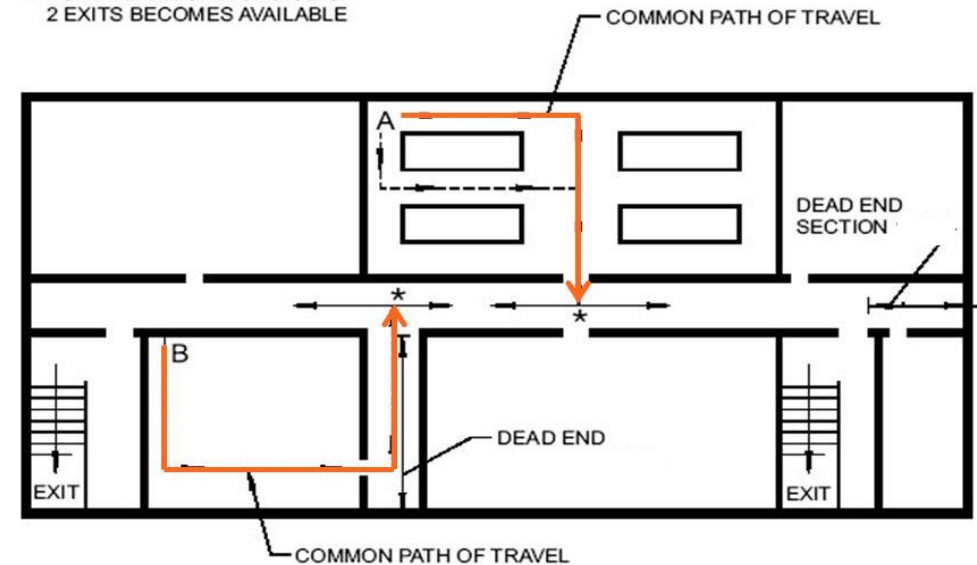 2 EXITS BECOMES AVAILABLE
COMMON PATH OF TRAVEL
A
DEAD END
SECTION
*
*
B
DEAD END
EXIT
EXIT
COMMON PATH OF TRAVEL